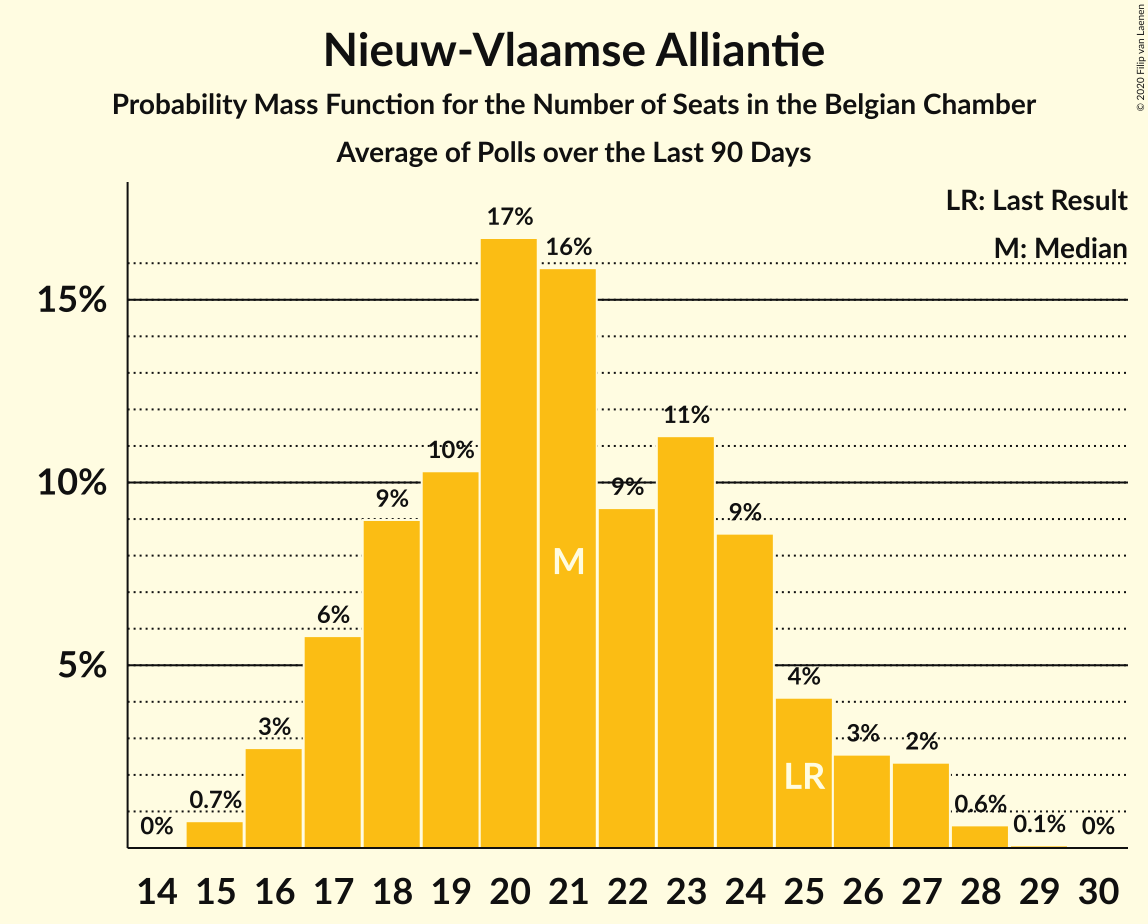 Nieuw-Vlaamse Alliantie
Probability Mass Function for the Number of Seats in the Belgian Chamber
Average of Polls over the Last 90 Days
© 2020 Filip van Laenen
LR: Last Result
M: Median
15%
10%
5%
0%
0.7%
3%
6%
9%
10%
17%
16%
9%
11%
9%
4%
3%
2%
0.6%
0.1%
0%
M
LR
14 15 16 17 18 19 20 21 22 23 24 25 26 27 28 29 30